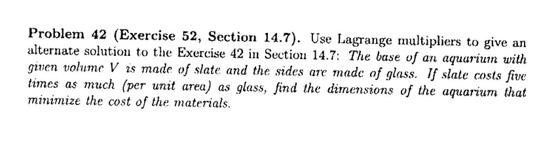 Problem 42 (Exercise 52, Section 14.7). Use Lagrange multipliers to give an
alternate solution to the Exercise 42 in Section 14.7: The base of an aquarium with
given volume V is made of slate and the sides are made of glass. If slate costs five
times as much (per unit area) as glass, find the dimensions of the aquarium that
minimize the cost of the materials.